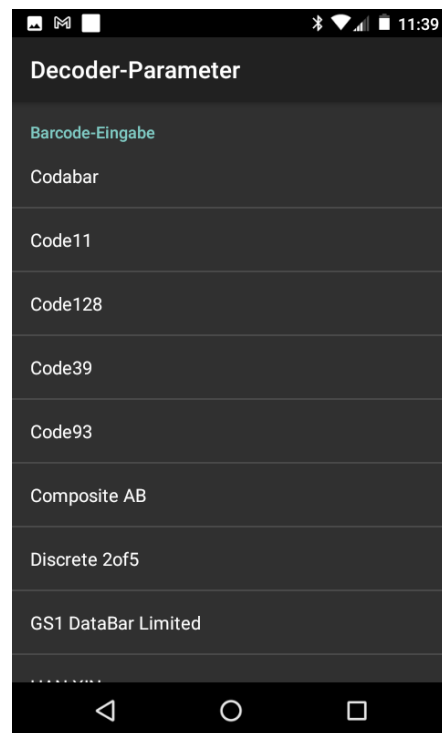 11:39
Decoder-Parameter
Barcode-Eingabe
Codabar
Code11
Code128
Code39
Code93
Composite AB
Discrete 2of5
GS1 DataBar Limited